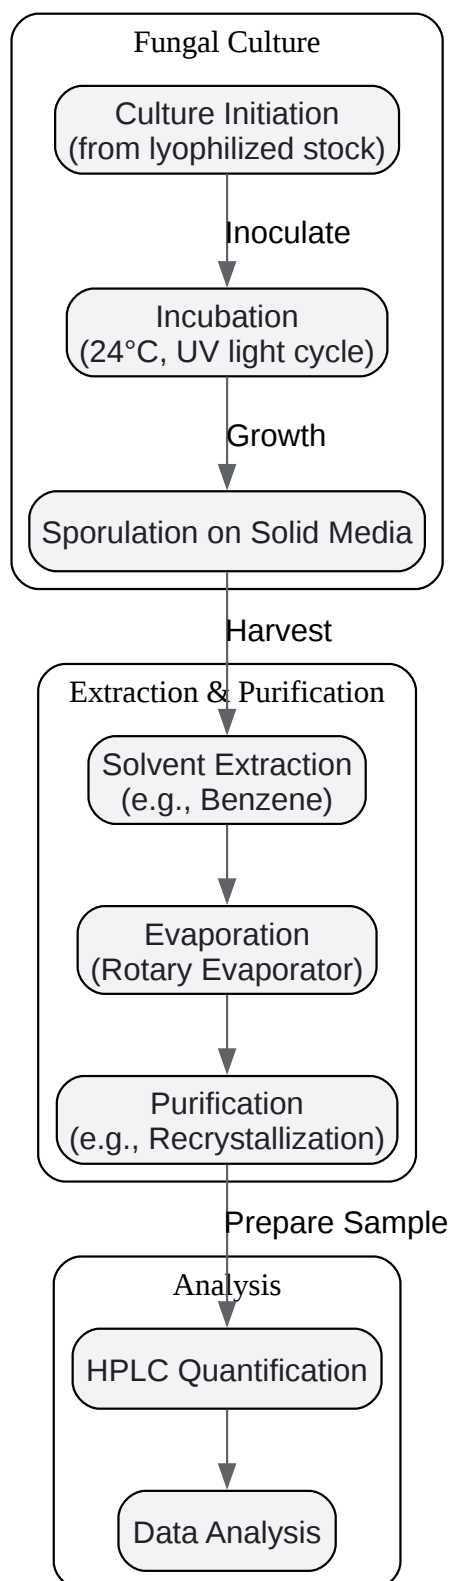 Fungal Culture
Culture Initiation
(from lyophilized stock)
Inoculate
Incubation
(24°C, UV light cycle)
Growth
Sporulation on Solid Media
Harvest
Extraction & Purification
Solvent Extraction
(e.g., Benzene)
Evaporation
(Rotary Evaporator)
Purification
(e.g., Recrystallization)
Prepare Sample
Analysis
HPLC Quantification
Data Analysis